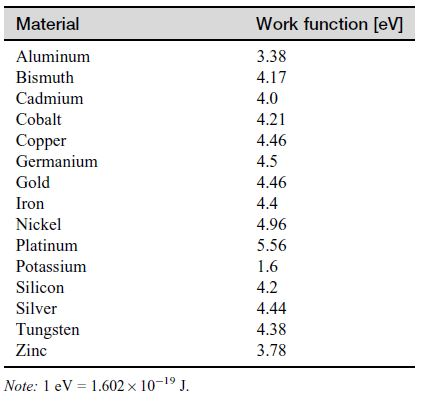 Material Work function [eV]
Aluminum 3.38
Bismuth 4.17
Cadmium 4.0
Cobalt 4.21
Copper 4.46
Germanium 4.5
Gold 4.46
Iron 4.4
Nickel 4.96
Platinum 5.56
Potassium 1.6
Silicon 4.2
Silver 4.44
Tungsten 4.38
Zinc 3.78
Note: 1 eV = 1.602 × 10⁻¹⁹ J.